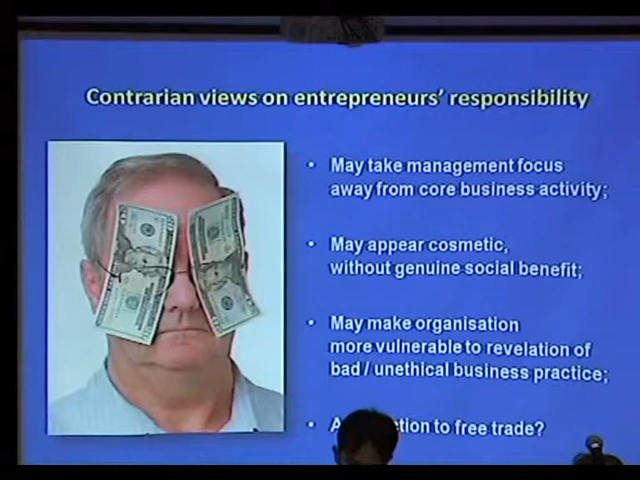 Contrarian views on entrepreneurs' responsibility
• May take management focus
away from core business activity;
• May appear cosmetic,
without genuine social benefit;
• May make organisation
more vulnerable to revelation of
bad / unethical business practice;
• to free trade?